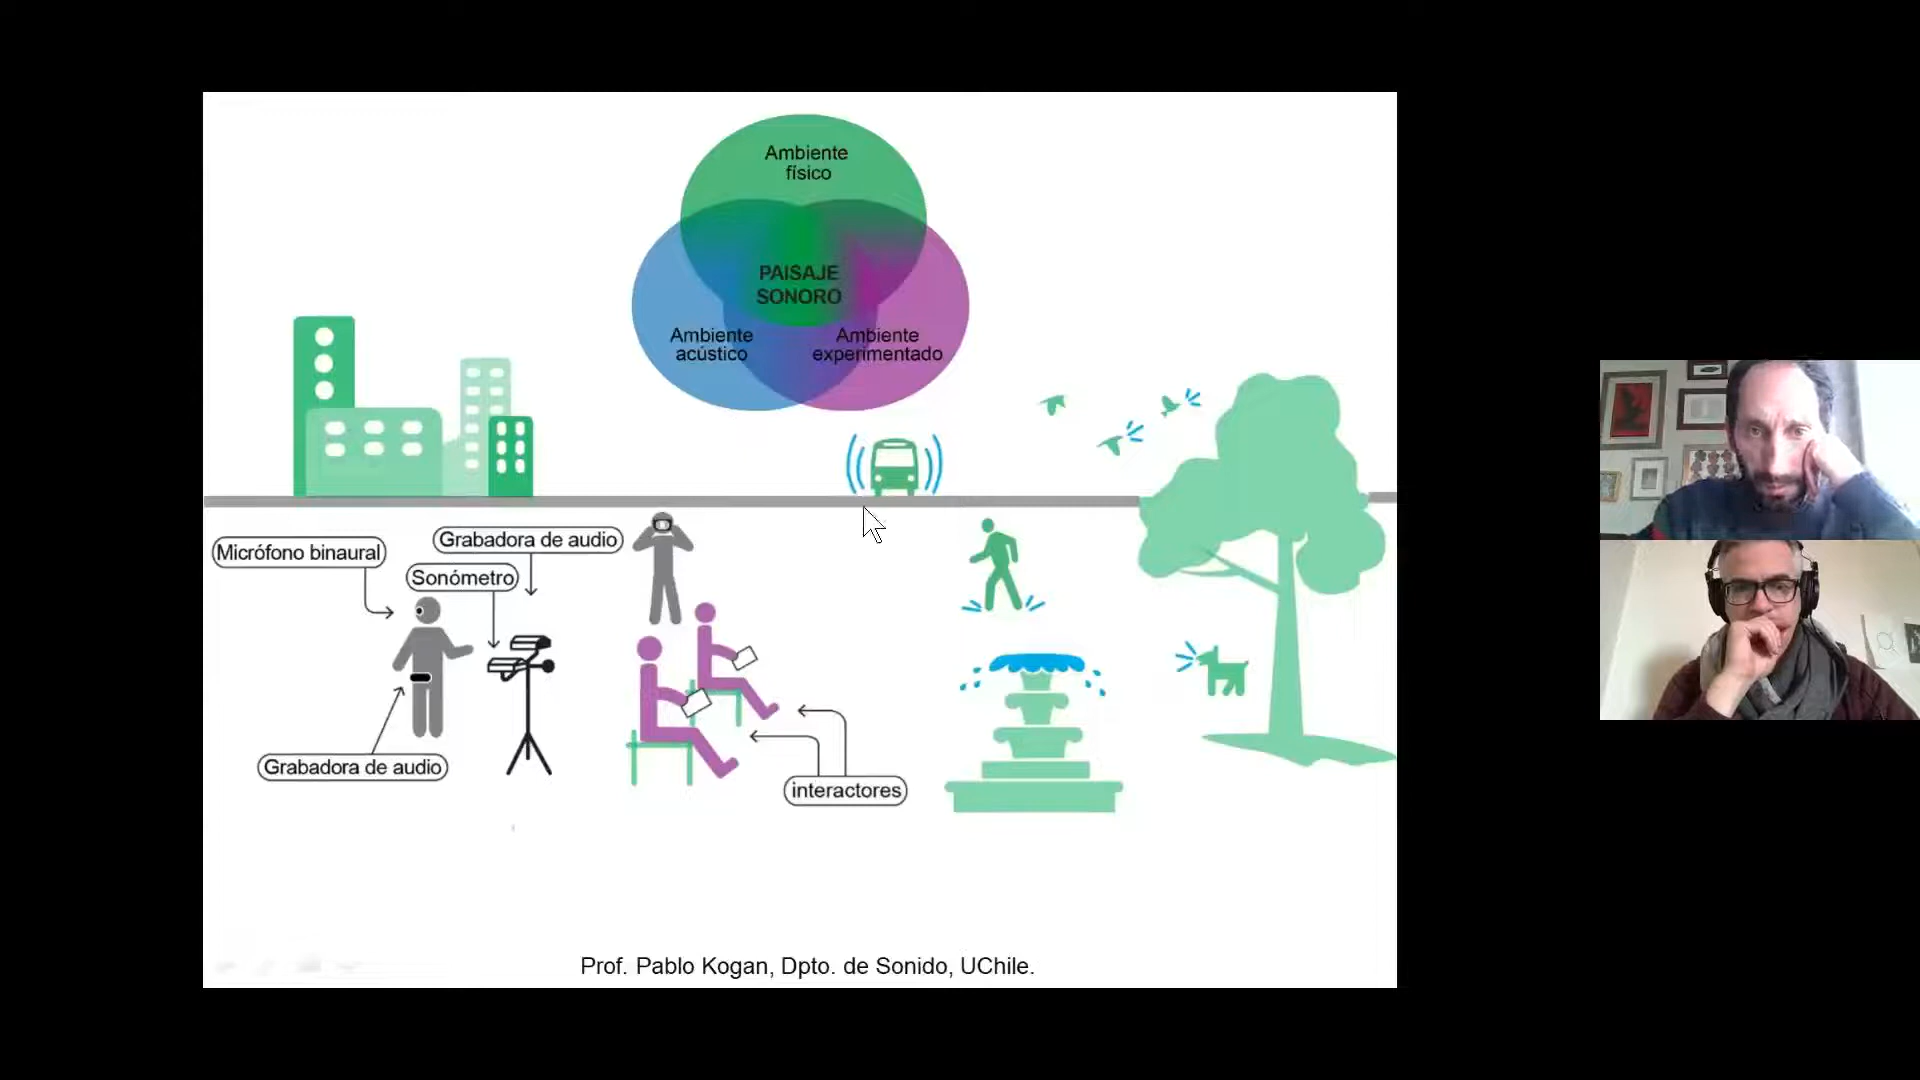 Ambiente
físico
PAISAJE
SONORO
Ambiente
acústico
Ambiente
experimentado
Micrófono binaural
Grabadora de audio
Sonómetro
Grabadora de audio
interactores
Prof. Pablo Kogan, Dpto. de Sonido, UChile.